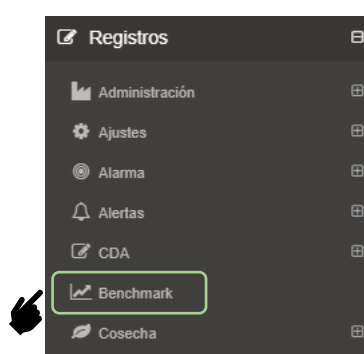 Registros
Administración
Ajustes
Alarma
Alertas
CDA
Benchmark
Cosecha